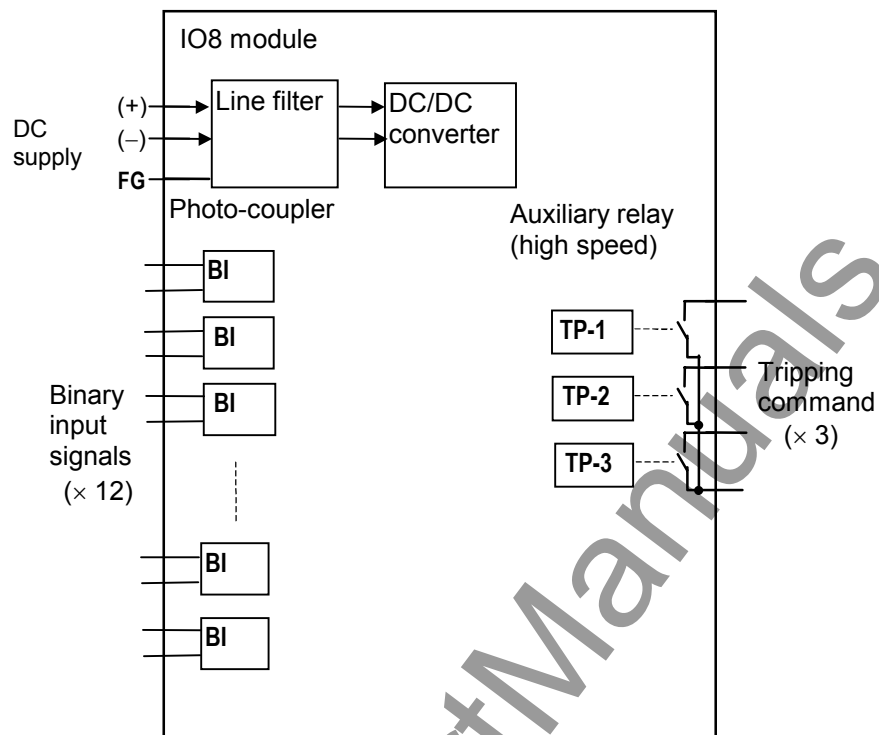 IO8 module
DC
supply
(+)
(−)
FG
Line filter
DC/DC
converter
Photo-coupler
Auxiliary relay
(high speed)
BI
BI
BI
BI
BI
Binary
input
signals
(× 12)
TP-1
TP-2
TP-3
Tripping
command
(× 3)
rtManuals